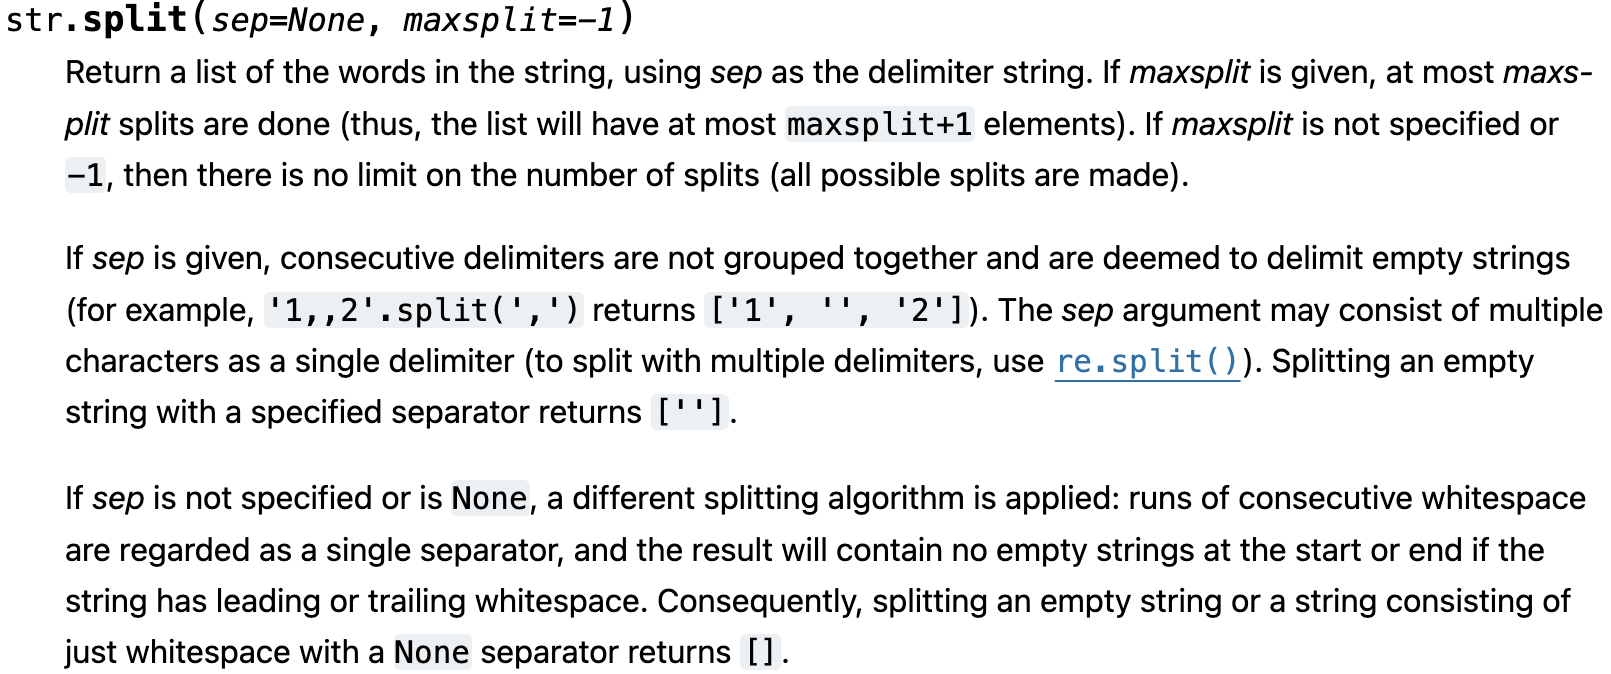 str.split(sep=None, maxsplit=-1)
Return a list of the words in the string, using sep as the delimiter string. If maxsplit is given, at most maxs-
plit splits are done (thus, the list will have at most maxsplit+1 elements). If maxsplit is not specified or
-1, then there is no limit on the number of splits (all possible splits are made).
If sep is given, consecutive delimiters are not grouped together and are deemed to delimit empty strings
(for example, '1,,2'.split(',') returns ['1', '', '2']). The sep argument may consist of multiple
characters as a single delimiter (to split with multiple delimiters, use re.split()). Splitting an empty
string with a specified separator returns [''].
If sep is not specified or is None, a different splitting algorithm is applied: runs of consecutive whitespace
are regarded as a single separator, and the result will contain no empty strings at the start or end if the
string has leading or trailing whitespace. Consequently, splitting an empty string or a string consisting of
just whitespace with a None separator returns [].